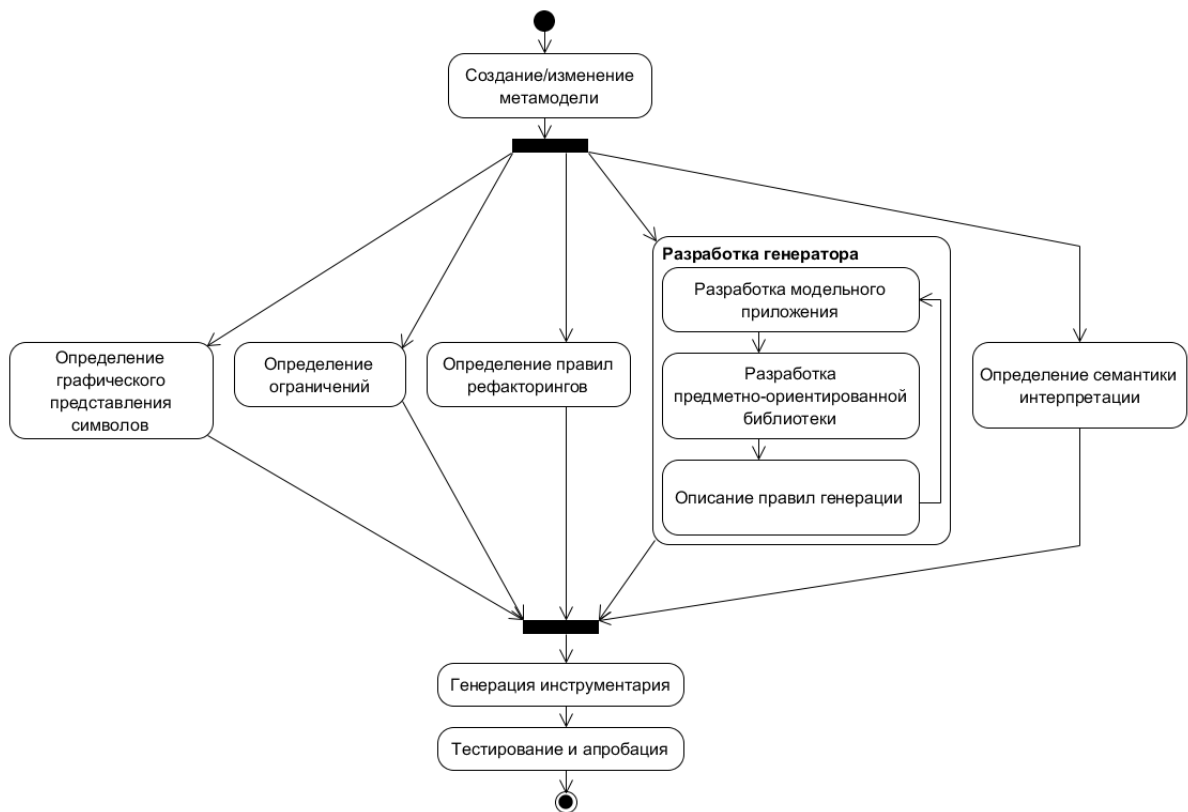 Создание/изменение
метамодели
Определение
графического
представления
символов
Определение
ограничений
Определение правил
рефакторингов
Разработка генератора
Разработка модельного
приложения
Разработка
предметно-ориентированной
библиотеки
Описание правил генерации
Определение семантики
интерпретации
Генерация инструментария
Тестирование и апробация